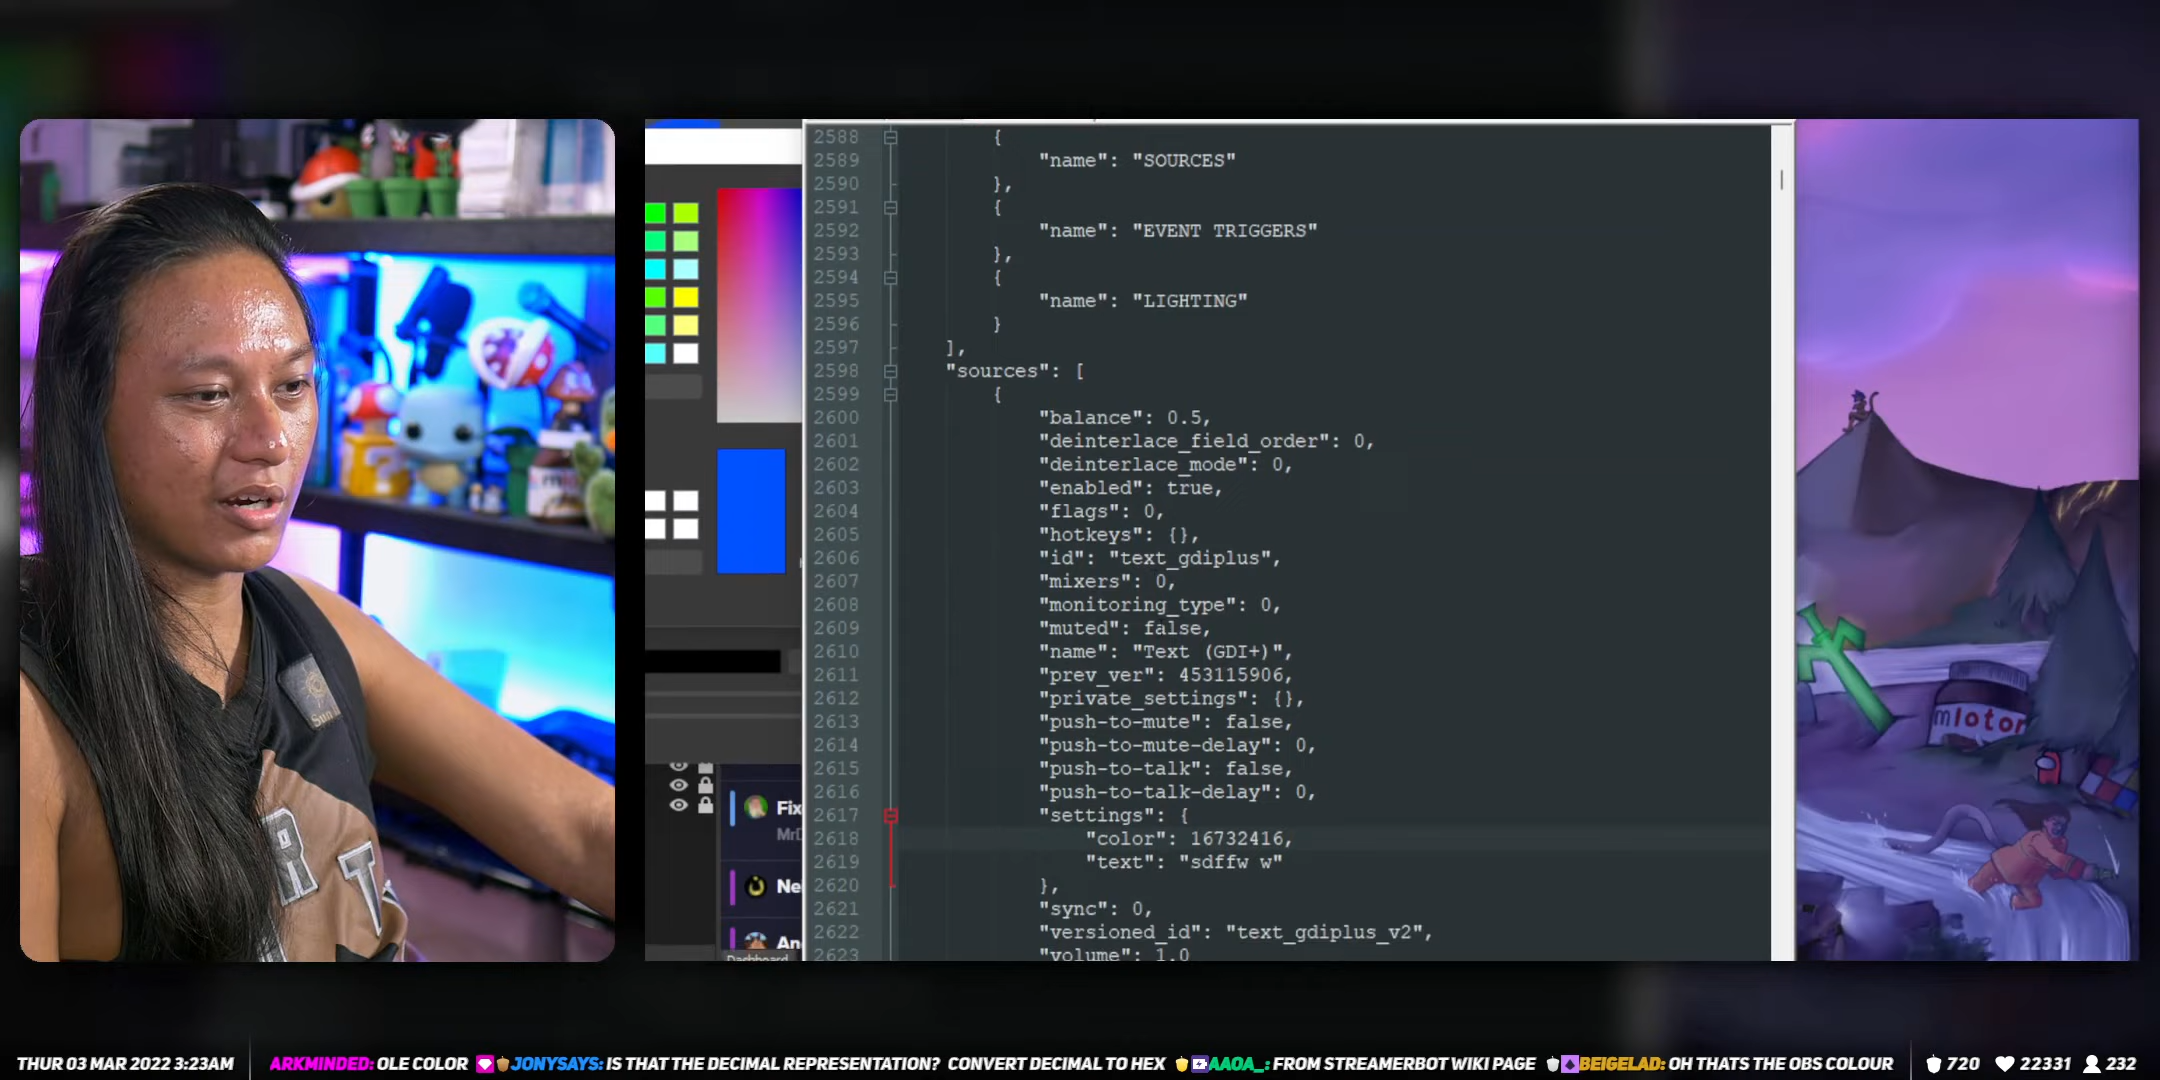 2588 {
2589 "name": "SOURCES"
2590 },
2591 {
2592 "name": "EVENT TRIGGERS"
2593 },
2594 {
2595 "name": "LIGHTING"
2596 }
2597 ],
2598 "sources": [
2599 {
2600 "balance": 0.5,
2601 "deinterlace_field_order": 0,
2602 "deinterlace_mode": 0,
2603 "enabled": true,
2604 "flags": 0,
2605 "hotkeys": {},
2606 "id": "text_gdiplus",
2607 "mixers": 0,
2608 "monitoring_type": 0,
2609 "muted": false,
2610 "name": "Text (GDI+)",
2611 "prev_ver": 453115906,
2612 "private_settings": {},
2613 "push-to-mute": false,
2614 "push-to-mute-delay": 0,
2615 "push-to-talk": false,
2616 "push-to-talk-delay": 0,
2617 "settings": {
2618 "color": 16732416,
2619 "text": "sdffw w"
2620 },
2621 "sync": 0,
2622 "versioned_id": "text_gdiplus_v2",
2623 "volume": 1.0
Fix
Nei
An
Dashboard
mlotor
THUR 03 MAR 2022 3:23AM
ARKMINDED: OLE COLOR JONYSAYS: IS THAT THE DECIMAL REPRESENTATION? CONVERT DECIMAL TO HEX AAOA_: FROM STREAMERBOT WIKI PAGE BEIGELAD: OH THATS THE OBS COLOUR
720 22331 232